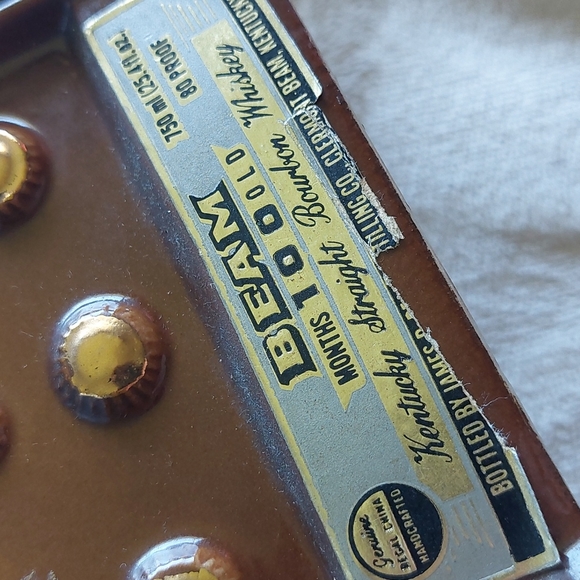 750 ml (25.4 fl. oz.)
80 PROOF
BEAM
MONTHS 100 OLD
Kentucky Straight Bourbon Whiskey
BOTTLED BY JAMES B.
TILLING CO., CLERMONT-BEAM, KENTUCKY
Genuine
REGAL CHINA
HANDCRAFTED